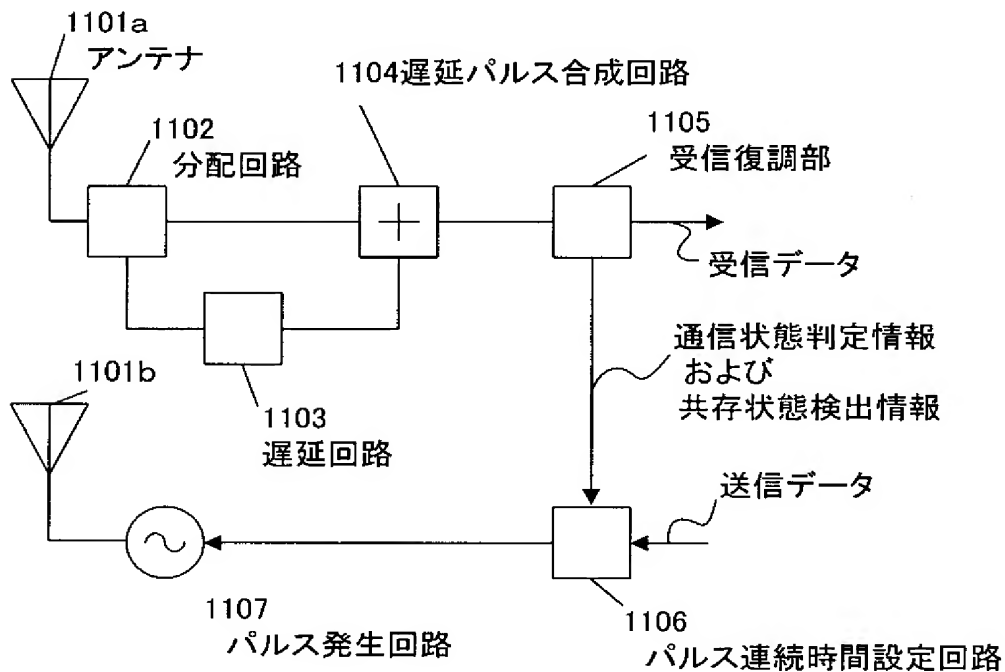 1101a
アンテナ
1104遅延パルス合成回路
1102
分配回路
1105
受信復調部
受信データ
通信状態判定情報
および
共存状態検出情報
1101b
1103
遅延回路
送信データ
1107
パルス発生回路
1106
パルス連続時間設定回路